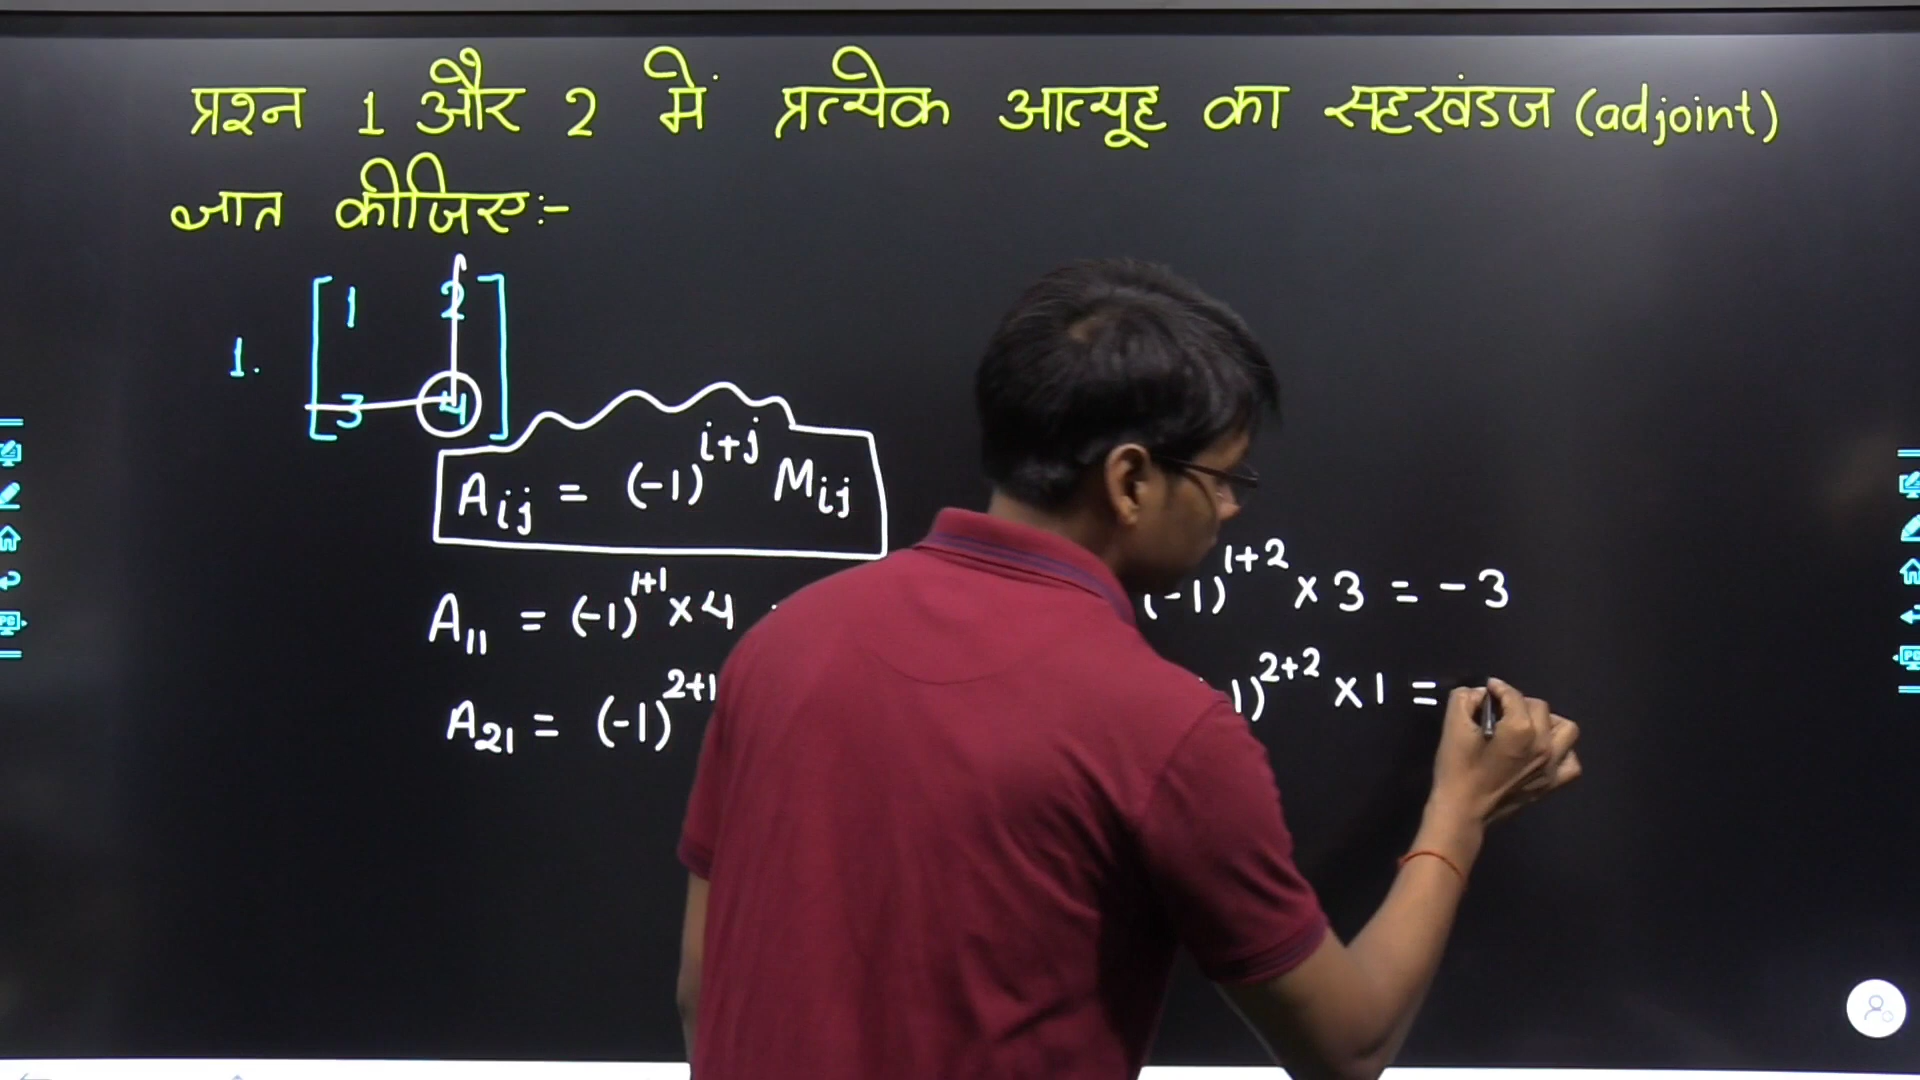 प्रश्न 1 और 2 में प्रत्येक आव्यूह का सहखंडज (adjoint)
ज्ञात कीजिए:-
1. [1 2
3 4]
Aij = (-1)^i+j Mij
A11 = (-1)^1+1 × 4
(-1)^1+2 × 3 = -3
A21 = (-1)^2+1
1)^2+2 × 1 =